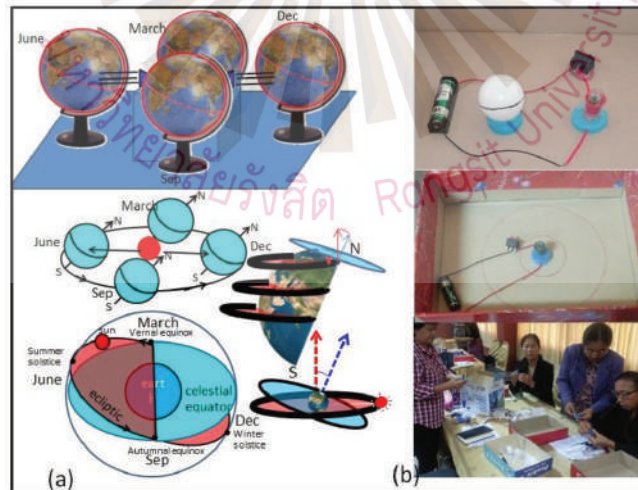 March
Dec
June
Sep
มหาวิทยาลัยรังสิต Rangsit University
March
N
N
June
N
N
Dec
S
Sep
S
N
S
March
Vernal equinox
sun
Summer solstice
June
ecliptic
celestial equator
Dec
Winter solstice
Autumnal equinox
Sep
(a)
(b)